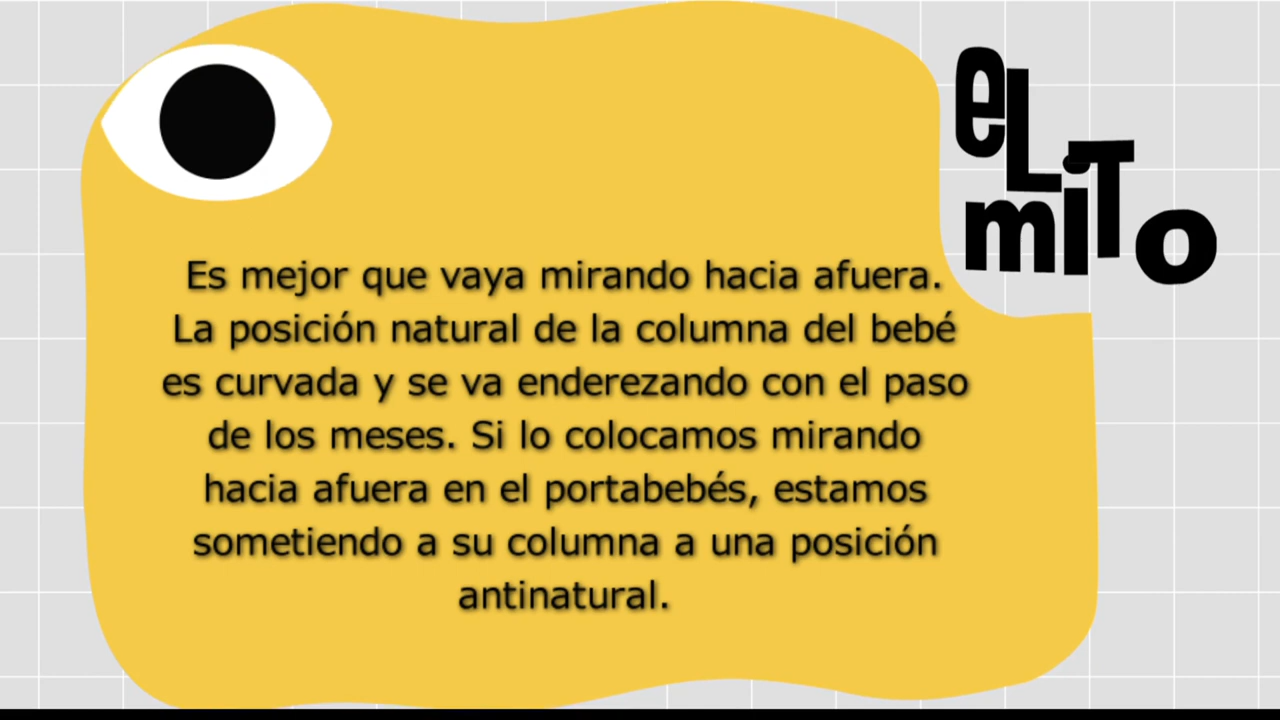 eL
miTo
Es mejor que vaya mirando hacia afuera.
La posición natural de la columna del bebé
es curvada y se va enderezando con el paso
de los meses. Si lo colocamos mirando
hacia afuera en el portabebés, estamos
sometiendo a su columna a una posición
antinatural.